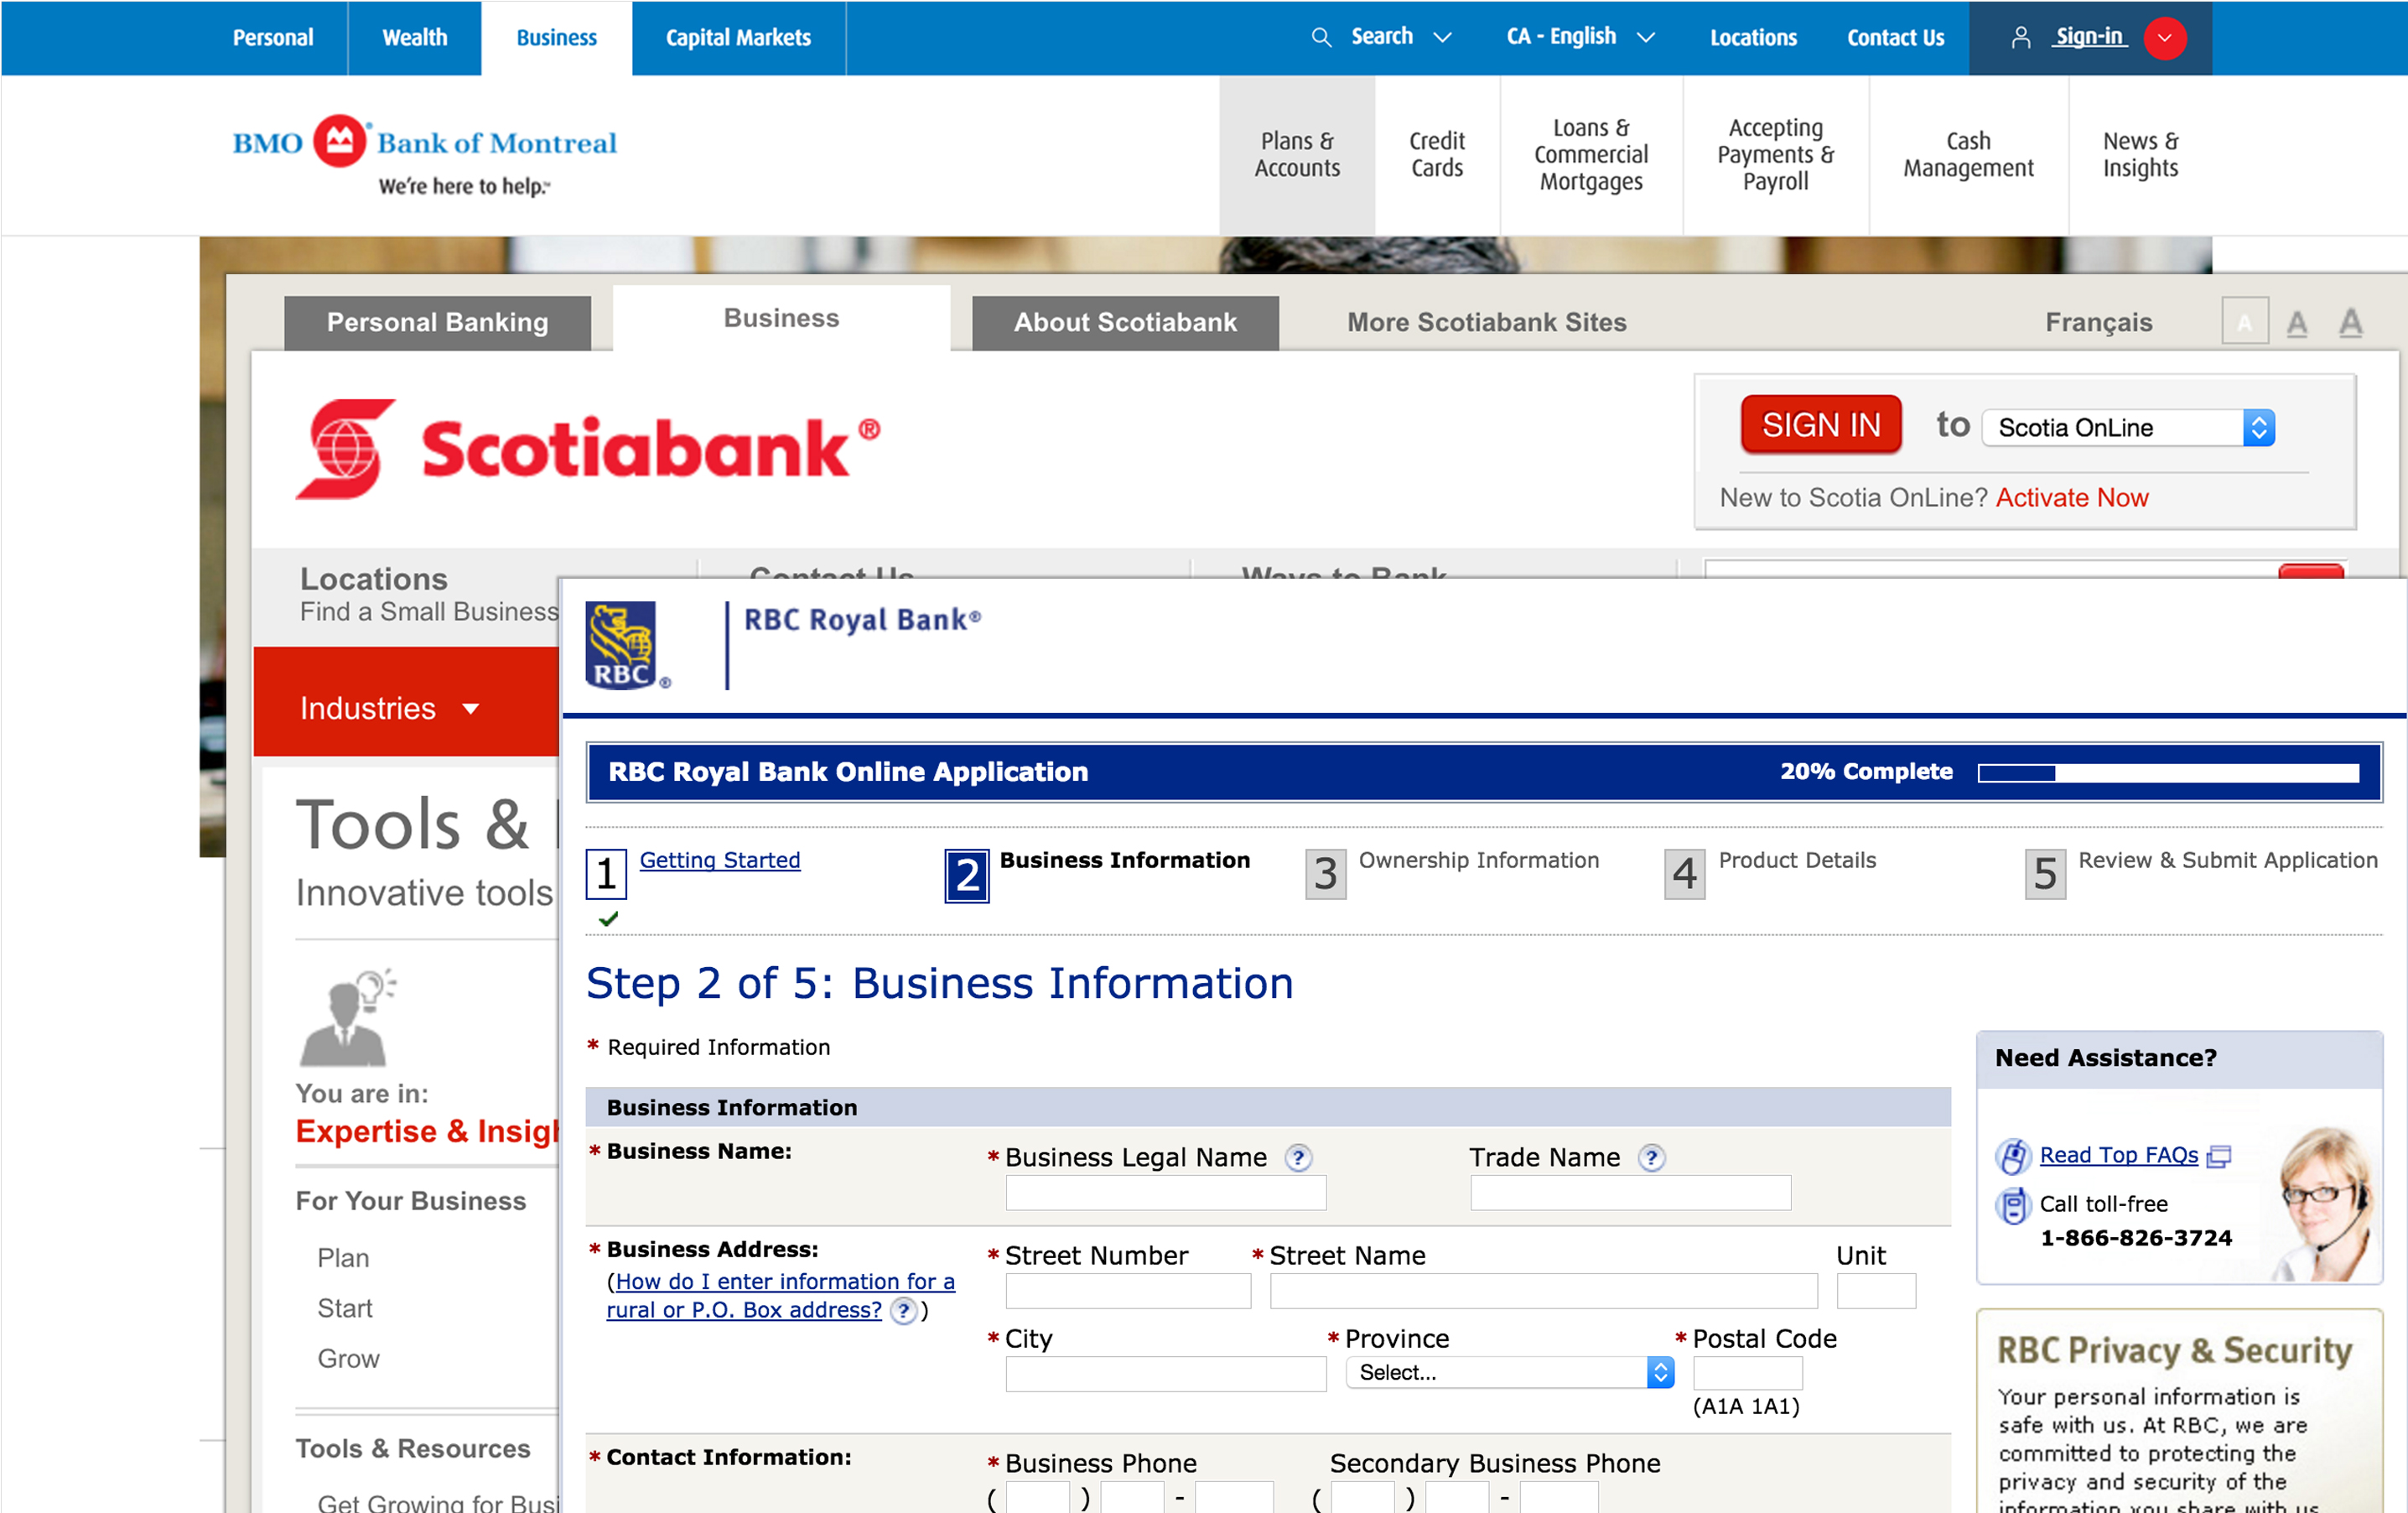 Personal
Wealth
Business
Capital Markets
Search
CA - English
Locations
Contact Us
Sign-in
BMO Bank of Montreal
We're here to help.™
Plans &
Accounts
Credit
Cards
Loans &
Commercial
Mortgages
Accepting
Payments &
Payroll
Cash
Management
News &
Insights
Personal Banking
Business
About Scotiabank
More Scotiabank Sites
Français
A A A
Scotiabank®
SIGN IN to Scotia OnLine
New to Scotia OnLine? Activate Now
Locations
Find a Small Business
Contact Us
Ways to Bank
Industries
Tools &
Innovative tools
You are in:
Expertise & Insigh
For Your Business
Plan
Start
Grow
Tools & Resources
Get Growing for Busi
RBC ®
RBC Royal Bank®
RBC Royal Bank Online Application
20% Complete
1 Getting Started
2 Business Information
3 Ownership Information
4 Product Details
5 Review & Submit Application
Step 2 of 5: Business Information
* Required Information
Business Information
* Business Name:
* Business Legal Name ?
Trade Name ?
* Business Address:
(How do I enter information for a
rural or P.O. Box address? ?)
* Street Number
* Street Name
Unit
* City
* Province
Select...
* Postal Code
(A1A 1A1)
* Contact Information:
* Business Phone
( ) -
Secondary Business Phone
( ) -
Need Assistance?
Read Top FAQs
Call toll-free
1-866-826-3724
RBC Privacy & Security
Your personal information is
safe with us. At RBC, we are
committed to protecting the
privacy and security of the
information you share with us.